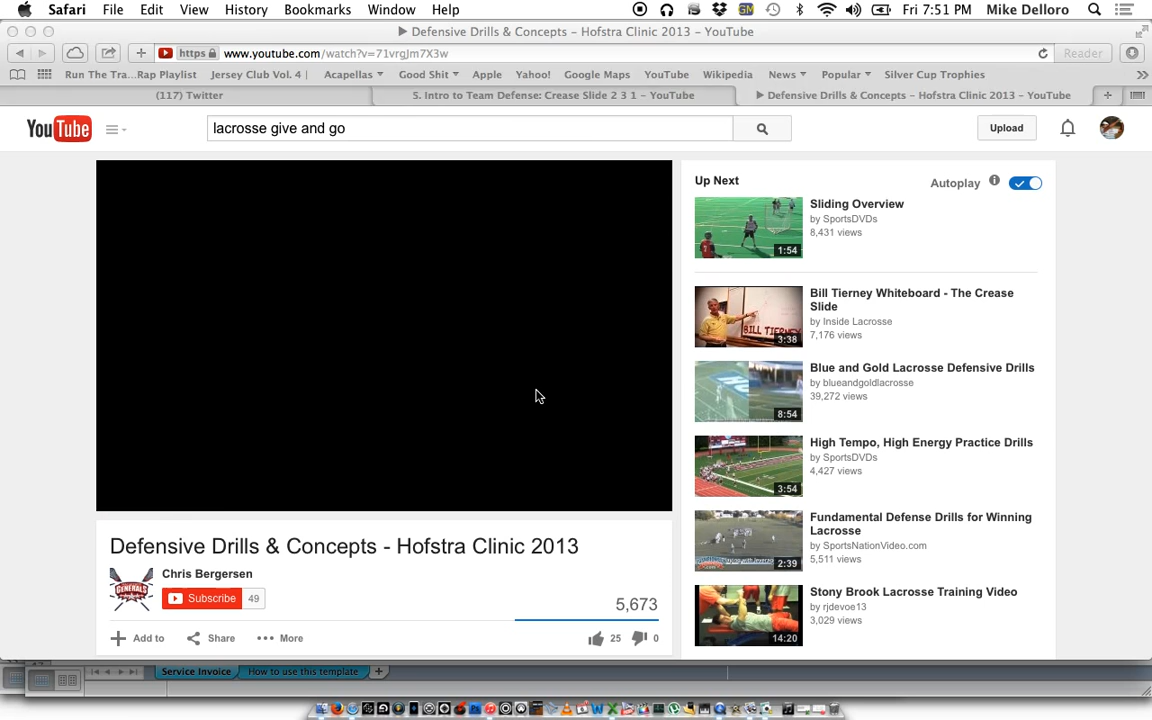 Safari File Edit View History Bookmarks Window Help GM Fri 7:51 PM Mike Delloro
▶ Defensive Drills & Concepts - Hofstra Clinic 2013 – YouTube
https www.youtube.com/watch?v=71vrgJm7X3w Reader
Run The Tra...Rap Playlist Jersey Club Vol. 4 | Acapellas Good Shit Apple Yahoo! Google Maps YouTube Wikipedia News Popular Silver Cup Trophies
(117) Twitter 5. Intro to Team Defense: Crease Slide 2 3 1 – YouTube ▶ Defensive Drills & Concepts – Hofstra Clinic 2013 – YouTube
YouTube lacrosse give and go Upload
Up Next Autoplay
Sliding Overview
by SportsDVDs
8,431 views
1:54
Bill Tierney Whiteboard - The Crease
Slide
by Inside Lacrosse
7,176 views
BILL TIERNEY
3:38
Blue and Gold Lacrosse Defensive Drills
by blueandgoldlacrosse
39,272 views
8:54
High Tempo, High Energy Practice Drills
by SportsDVDs
4,427 views
3:54
Fundamental Defense Drills for Winning
Lacrosse
by SportsNationVideo.com
5,511 views
2:39
Stony Brook Lacrosse Training Video
by rjdevoe13
3,029 views
14:20
Defensive Drills & Concepts - Hofstra Clinic 2013
Chris Bergersen
GENERALS
Subscribe 49
5,673
Add to Share More 25 0
Service Invoice How to use this template